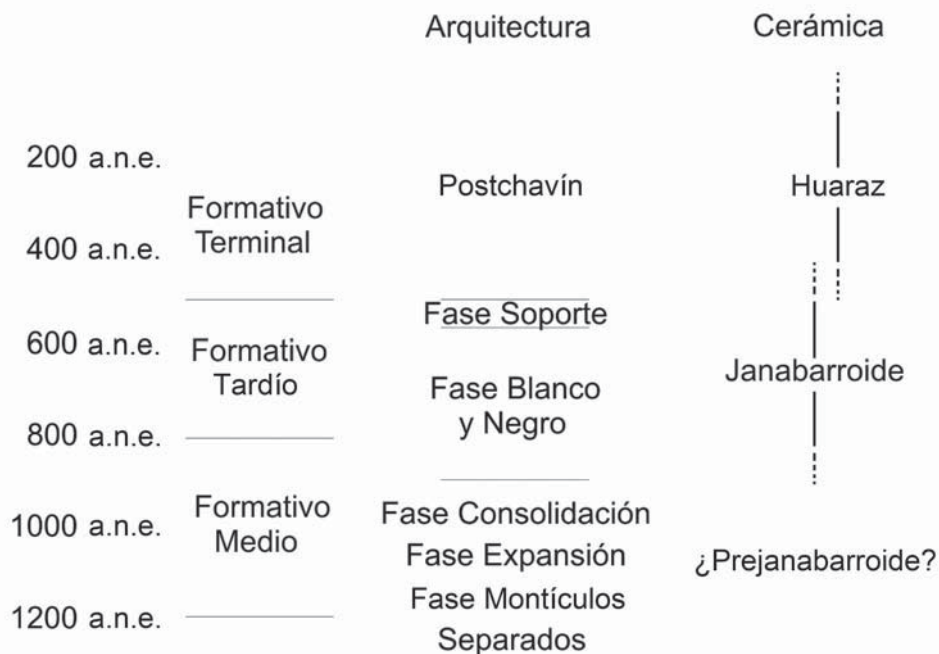 Arquitectura Cerámica
200 a.n.e.
Postchavín Huaraz
Formativo
Terminal
400 a.n.e.
Fase Soporte
600 a.n.e.
Formativo
Tardío
Janabarroide
Fase Blanco
y Negro
800 a.n.e.
Formativo
Medio
Fase Consolidación
1000 a.n.e.
Fase Expansión
¿Prejanabarroide?
Fase Montículos
Separados
1200 a.n.e.